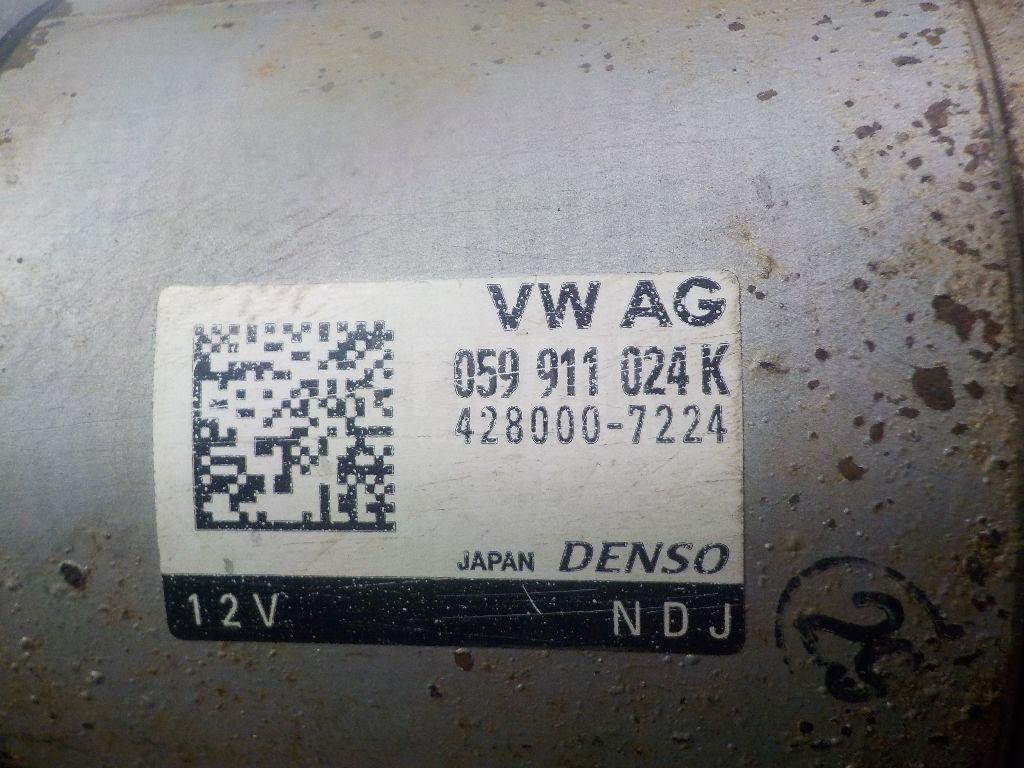 VW AG
059 911 024 K
428000-7224
JAPAN DENSO
12V NDJ